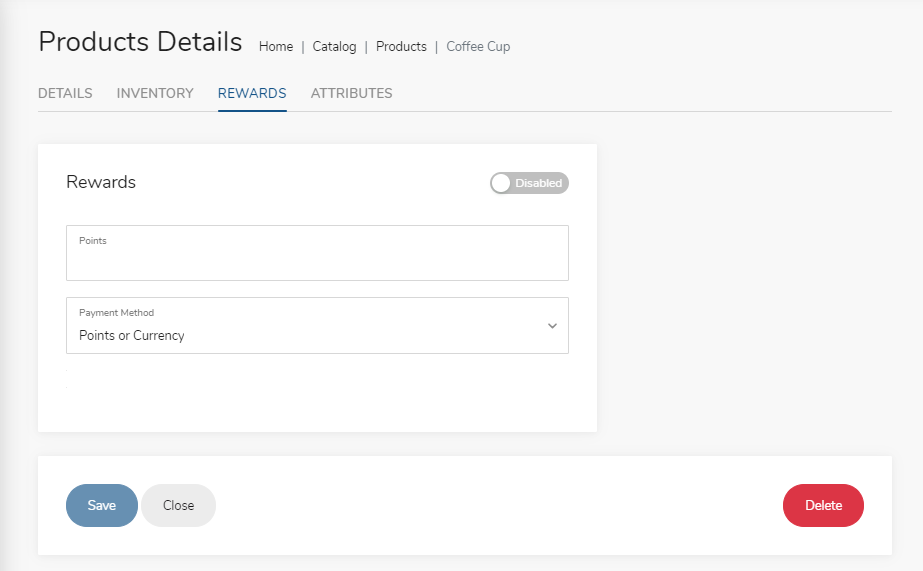 Products Details Home | Catalog | Products | Coffee Cup
DETAILS INVENTORY REWARDS ATTRIBUTES
Rewards Disabled
Points
Payment Method
Points or Currency
Save Close Delete